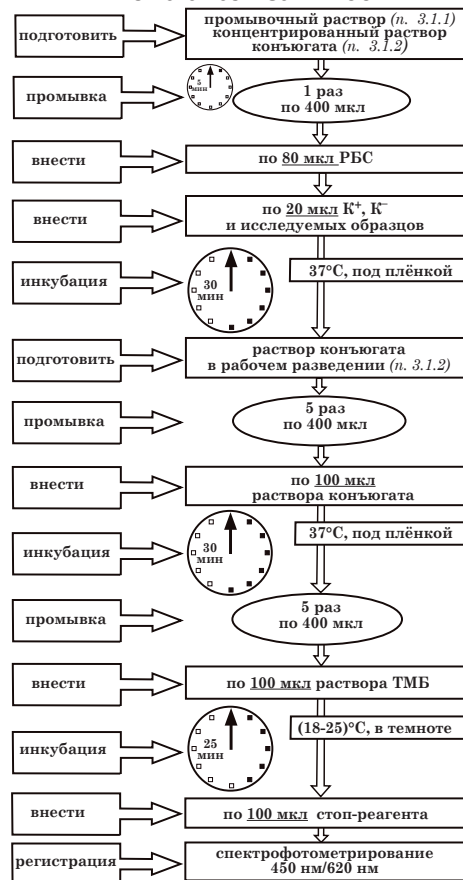 подготовить
промывочный раствор (п. 3.1.1)
концентрированный раствор
конъюгата (п. 3.1.2)
промывка
5
мин
1 раз
по 400 мкл
внести
по 80 мкл РБС
внести
по 20 мкл К⁺, К⁻
и исследуемых образцов
инкубация
30
мин
37°С, под плёнкой
подготовить
раствор конъюгата
в рабочем разведении (п. 3.1.2)
промывка
5 раз
по 400 мкл
внести
по 100 мкл
раствора конъюгата
инкубация
30
мин
37°С, под плёнкой
промывка
5 раз
по 400 мкл
внести
по 100 мкл раствора ТМБ
инкубация
25
мин
(18-25)°С, в темноте
внести
по 100 мкл стоп-реагента
регистрация
спектрофотометрирование
450 нм/620 нм